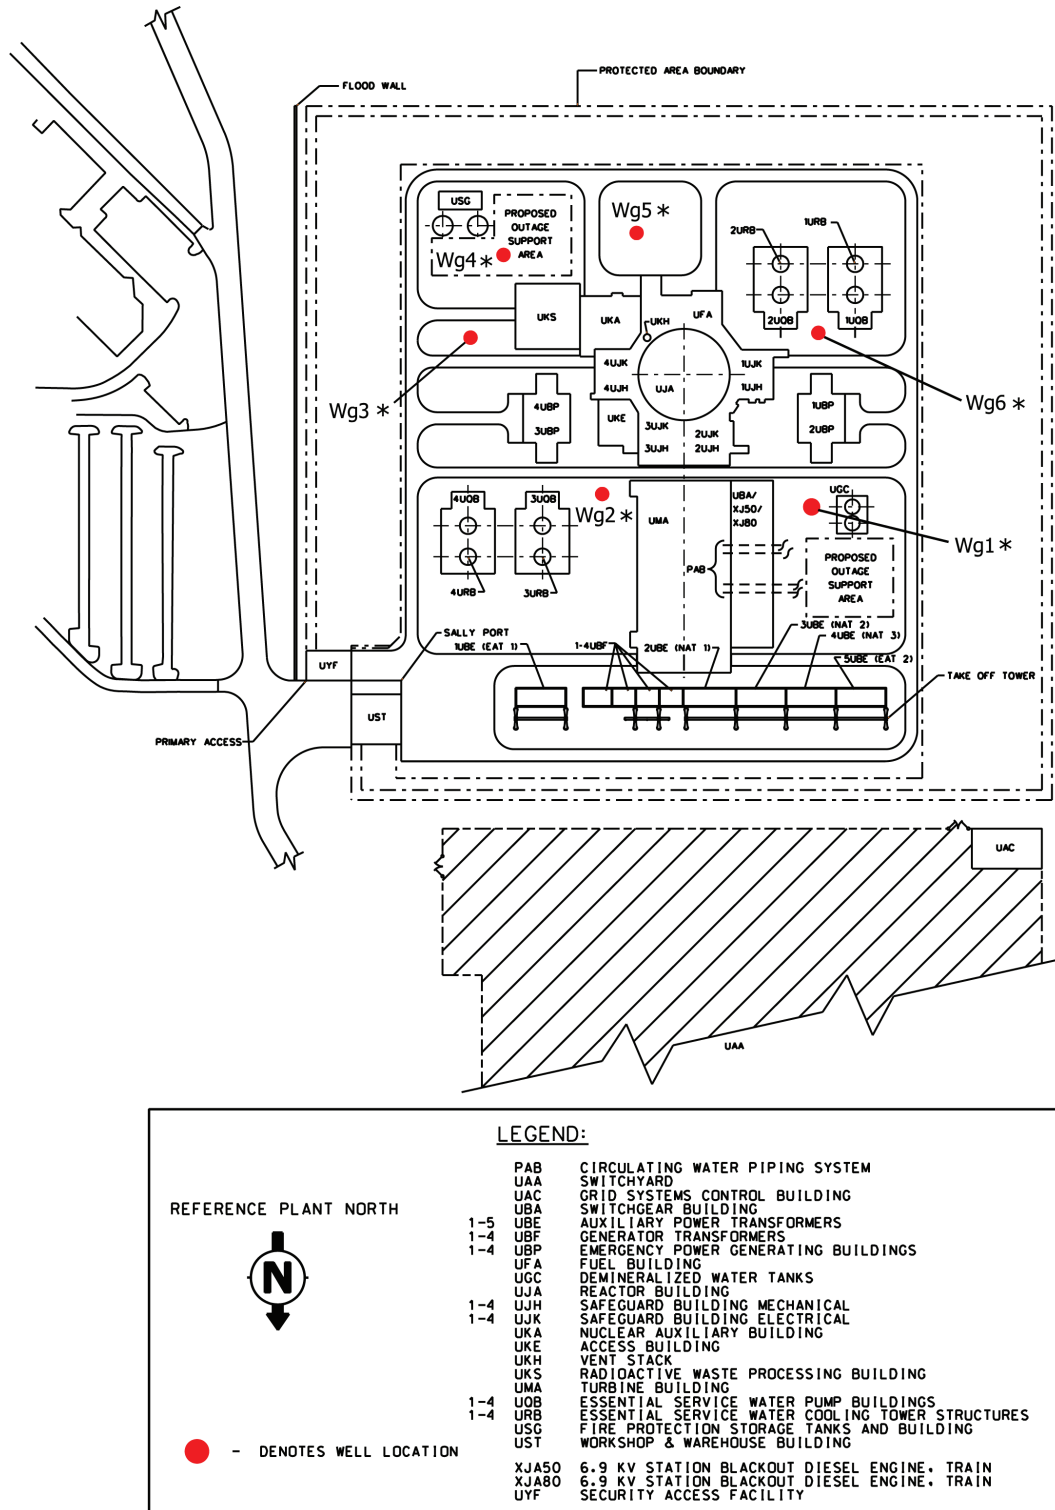 PROTECTED AREA BOUNDARY
FLOOD WALL
USG
PROPOSED
OUTAGE
SUPPORT
AREA
Wg4 *
Wg5 *
2URB
1URB
2UQB
1UQB
UKS
UKA
UKH
UFA
Wg3 *
Wg6 *
4UJK
4UJH
UJA
1UJK
1UJH
4UBP
3UBP
UKE
3UJK
3UJH
2UJK
2UJH
1UBP
2UBP
4UQB
3UQB
Wg2 *
UMA
UBA/
XJ50/
XJ80
UGC
Wg1 *
PAB
PROPOSED
OUTAGE
SUPPORT
AREA
4URB
3URB
SALLY PORT
1UBE (EAT 1)
1-4UBF
2UBE (NAT 1)
3UBE (NAT 2)
4UBE (NAT 3)
5UBE (EAT 2)
TAKE OFF TOWER
UYF
UST
PRIMARY ACCESS
UAC
UAA
LEGEND:
REFERENCE PLANT NORTH
N
PAB CIRCULATING WATER PIPING SYSTEM
UAA SWITCHYARD
UAC GRID SYSTEMS CONTROL BUILDING
UBA SWITCHGEAR BUILDING
1-5 UBE AUXILIARY POWER TRANSFORMERS
1-4 UBF GENERATOR TRANSFORMERS
1-4 UBP EMERGENCY POWER GENERATING BUILDINGS
UFA FUEL BUILDING
UGC DEMINERALIZED WATER TANKS
UJA REACTOR BUILDING
1-4 UJH SAFEGUARD BUILDING MECHANICAL
1-4 UJK SAFEGUARD BUILDING ELECTRICAL
UKA NUCLEAR AUXILIARY BUILDING
UKE ACCESS BUILDING
UKH VENT STACK
UKS RADIOACTIVE WASTE PROCESSING BUILDING
UMA TURBINE BUILDING
1-4 UQB ESSENTIAL SERVICE WATER PUMP BUILDINGS
1-4 URB ESSENTIAL SERVICE WATER COOLING TOWER STRUCTURES
USG FIRE PROTECTION STORAGE TANKS AND BUILDING
UST WORKSHOP & WAREHOUSE BUILDING
XJA50 6.9 KV STATION BLACKOUT DIESEL ENGINE, TRAIN
XJA80 6.9 KV STATION BLACKOUT DIESEL ENGINE, TRAIN
UYF SECURITY ACCESS FACILITY
- DENOTES WELL LOCATION